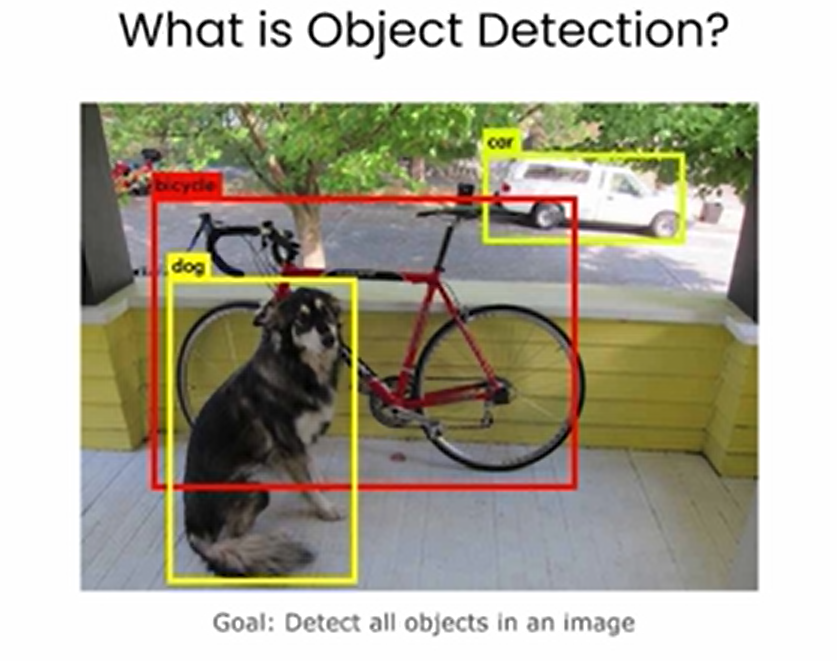 What is Object Detection?
car
bicycle
dog
Goal: Detect all objects in an image